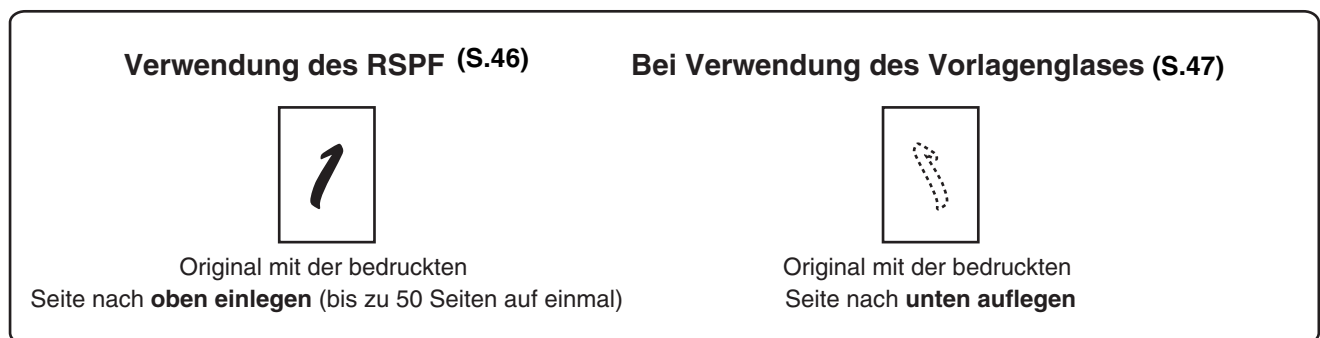 Verwendung des RSPF (S.46)
1
Original mit der bedruckten
Seite nach oben einlegen (bis zu 50 Seiten auf einmal)
Bei Verwendung des Vorlagenglases (S.47)
Original mit der bedruckten
Seite nach unten auflegen